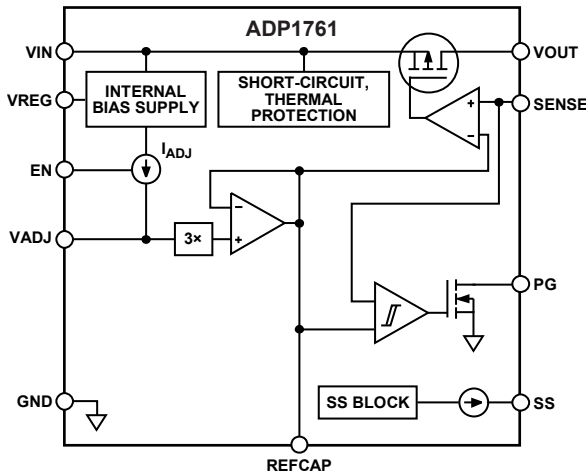 ADP1761
VIN
VOUT
VREG
INTERNAL
BIAS SUPPLY
SHORT-CIRCUIT,
THERMAL
PROTECTION
SENSE
+
−
EN
IADJ
VADJ
3×
−
+
PG
GND
SS BLOCK
SS
REFCAP